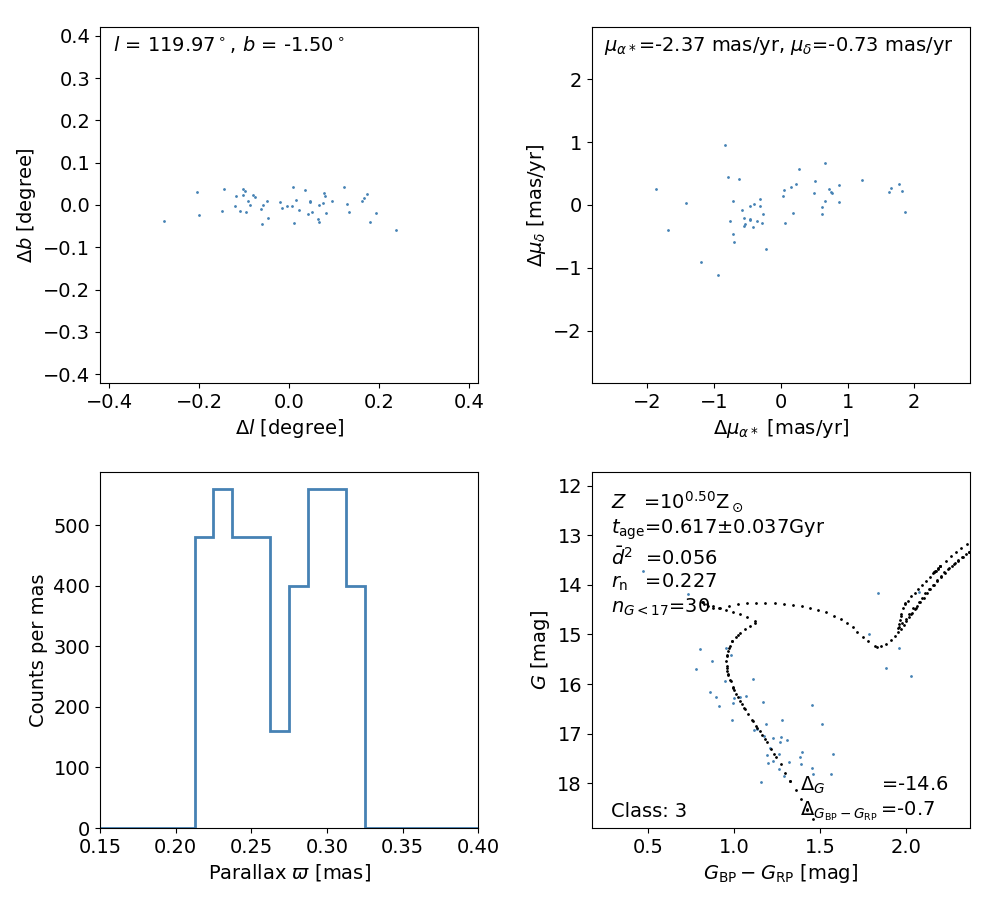 l = 119.97°, b = -1.50°
0.4
0.3
0.2
0.1
0.0
−0.1
−0.2
−0.3
−0.4
Δb [degree]
−0.4 −0.2 0.0 0.2 0.4
Δl [degree]
μα*=-2.37 mas/yr, μδ=-0.73 mas/yr
2
1
0
−1
−2
Δμδ [mas/yr]
−2 −1 0 1 2
Δμα* [mas/yr]
500
400
300
200
100
0
Counts per mas
0.15 0.20 0.25 0.30 0.35 0.40
Parallax ϖ [mas]
12
13
14
15
16
17
18
G [mag]
Z =10^0.50 Z⊙
tage=0.617±0.037Gyr
d̄² =0.056
rn =0.227
nG<17=30
ΔG =-14.6
ΔGBP−GRP=-0.7
Class: 3
0.5 1.0 1.5 2.0
GBP − GRP [mag]